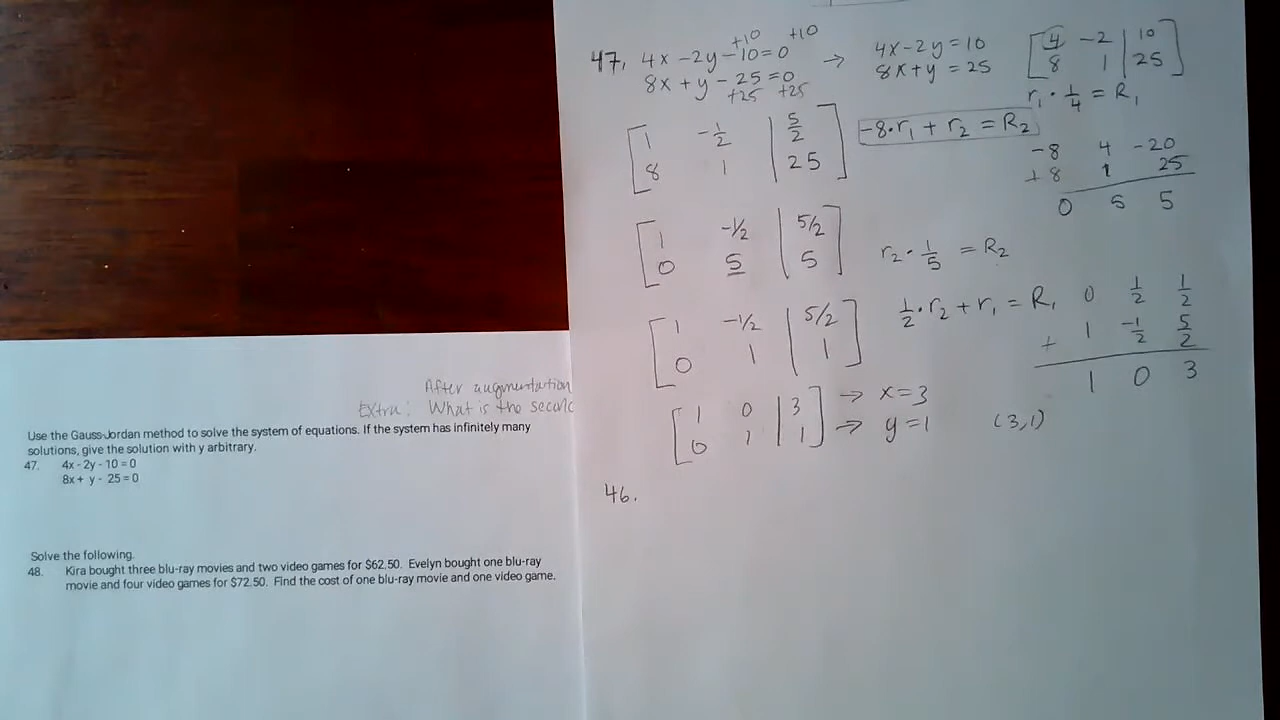 After augmentation
Extra: What is the second
Use the Gauss-Jordan method to solve the system of equations. If the system has infinitely many
solutions, give the solution with y arbitrary.
47. 4x - 2y - 10 = 0
8x + y - 25 = 0
Solve the following.
48. Kira bought three blu-ray movies and two video games for $62.50. Evelyn bought one blu-ray
movie and four video games for $72.50. Find the cost of one blu-ray movie and one video game.
+10 +10
47. 4x -2y -10 = 0 → 4x -2y = 10 [4 -2 | 10
8x + y - 25 = 0 8x + y = 25 8 1 | 25]
+25 +25
r₁ · 1/4 = R₁
[1 -1/2 | 5/2
8 1 | 25]
-8·r₁ + r₂ = R₂
-8 4 -20
+ 8 1 25
0 5 5
[1 -1/2 | 5/2
0 5 | 5]
r₂ · 1/5 = R₂
[1 -1/2 | 5/2
0 1 | 1]
1/2 · r₂ + r₁ = R₁
0 1/2 1/2
+ 1 -1/2 5/2
1 0 3
[1 0 | 3 → x = 3
0 1 | 1] → y = 1 (3,1)
46.